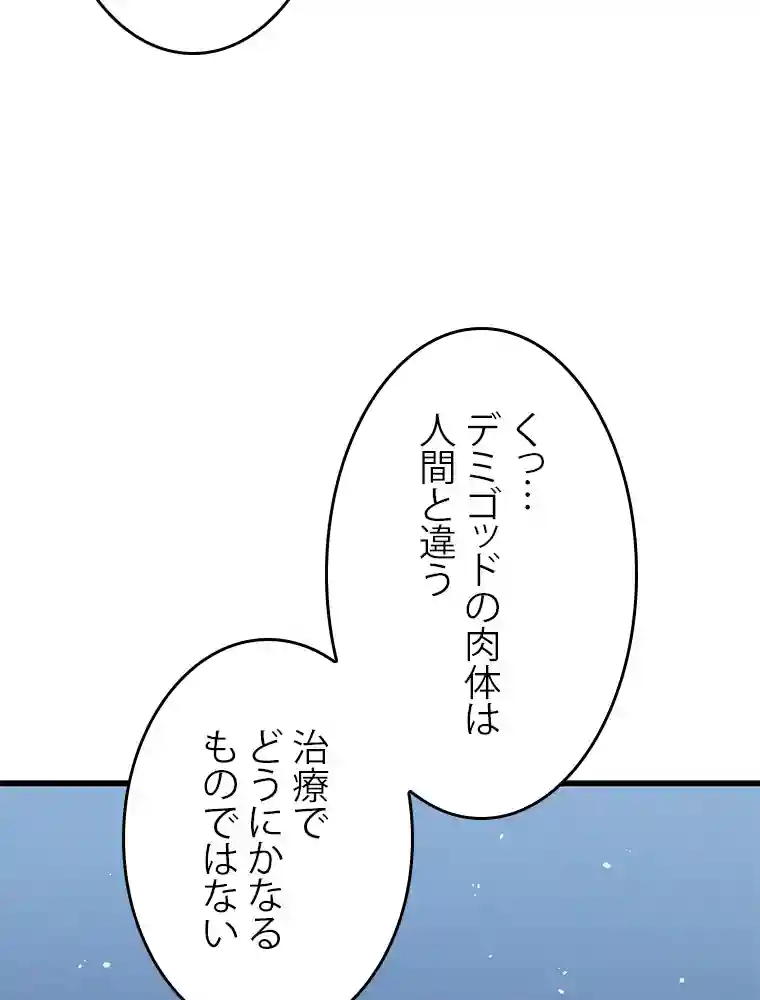 くっ…
デミゴッドの肉体は
人間と違う
治療で
どうにかなる
ものではない